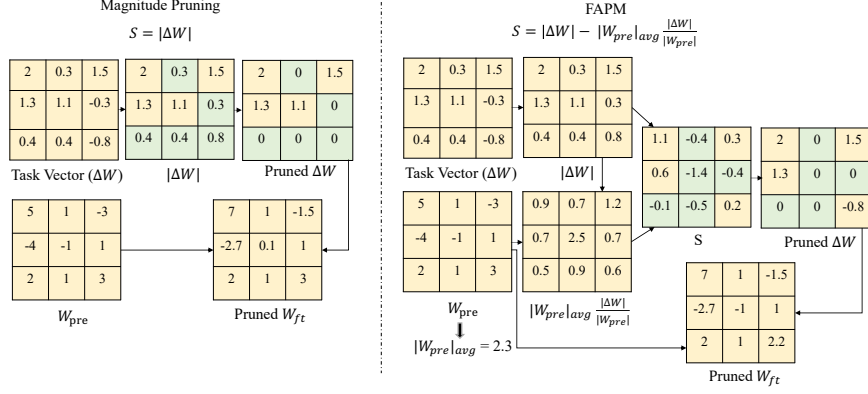 Magnitude Pruning
S = |ΔW|
2 0.3 1.5
1.3 1.1 -0.3
0.4 0.4 -0.8
Task Vector (ΔW)
2 0.3 1.5
1.3 1.1 0.3
0.4 0.4 0.8
|ΔW|
2 0 1.5
1.3 1.1 0
0 0 0
Pruned ΔW
5 1 -3
-4 -1 1
2 1 3
W_pre
7 1 -1.5
-2.7 0.1 1
2 1 3
Pruned W_ft
FAPM
S = |ΔW| − |W_pre|_avg |ΔW|/|W_pre|
2 0.3 1.5
1.3 1.1 -0.3
0.4 0.4 -0.8
Task Vector (ΔW)
2 0.3 1.5
1.3 1.1 0.3
0.4 0.4 0.8
|ΔW|
5 1 -3
-4 -1 1
2 1 3
W_pre
|W_pre|_avg = 2.3
0.9 0.7 1.2
0.7 2.5 0.7
0.5 0.9 0.6
|W_pre|_avg |ΔW|/|W_pre|
1.1 -0.4 0.3
0.6 -1.4 -0.4
-0.1 -0.5 0.2
S
2 0 1.5
1.3 0 0
0 0 -0.8
Pruned ΔW
7 1 -1.5
-2.7 -1 1
2 1 2.2
Pruned W_ft